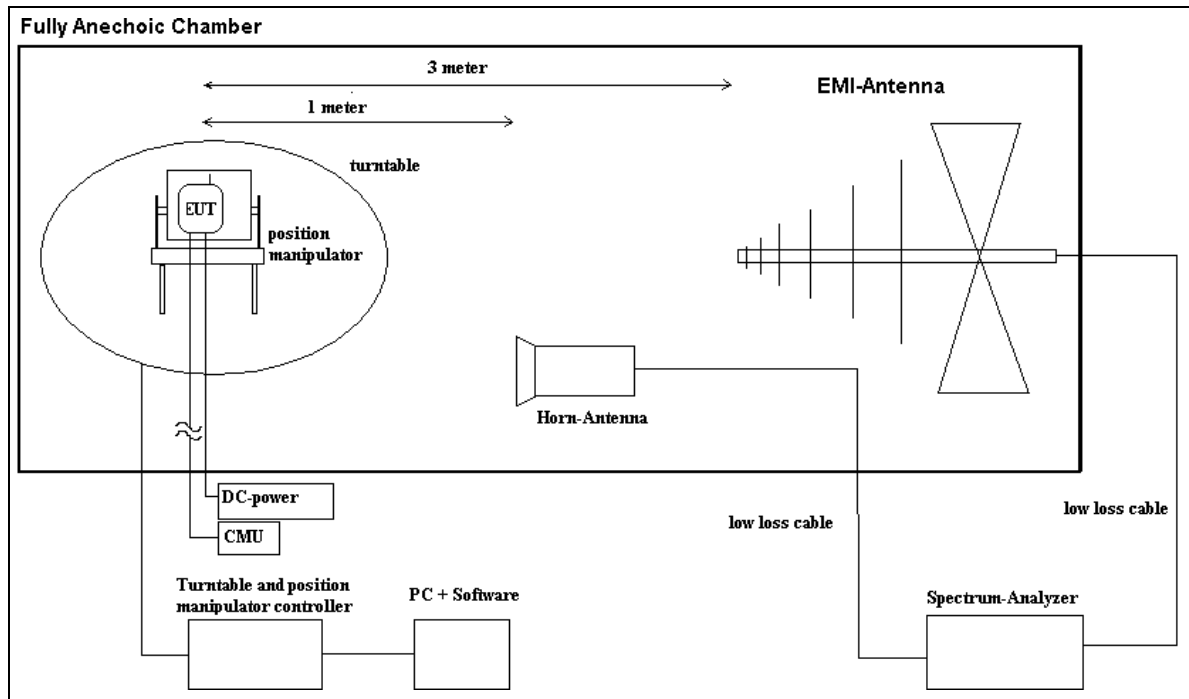 Fully Anechoic Chamber
3 meter
EMI-Antenna
1 meter
turntable
EUT
position
manipulator
Horn-Antenna
DC-power
CMU
low loss cable
low loss cable
Turntable and position
manipulator controller
PC + Software
Spectrum-Analyzer